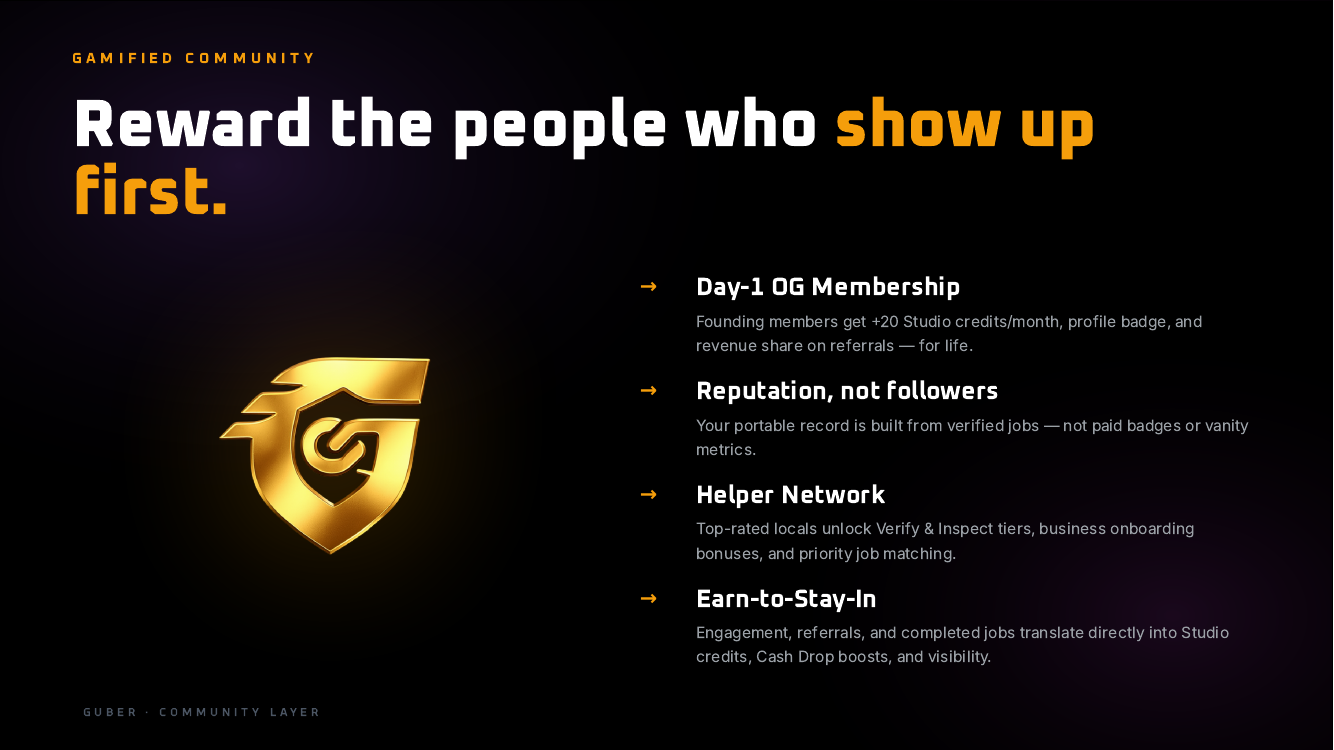 GAMIFIED COMMUNITY
Reward the people who show up
first.
→ Day-1 OG Membership
Founding members get +20 Studio credits/month, profile badge, and
revenue share on referrals — for life.
→ Reputation, not followers
Your portable record is built from verified jobs — not paid badges or vanity
metrics.
→ Helper Network
Top-rated locals unlock Verify & Inspect tiers, business onboarding
bonuses, and priority job matching.
→ Earn-to-Stay-In
Engagement, referrals, and completed jobs translate directly into Studio
credits, Cash Drop boosts, and visibility.
GUBER · COMMUNITY LAYER